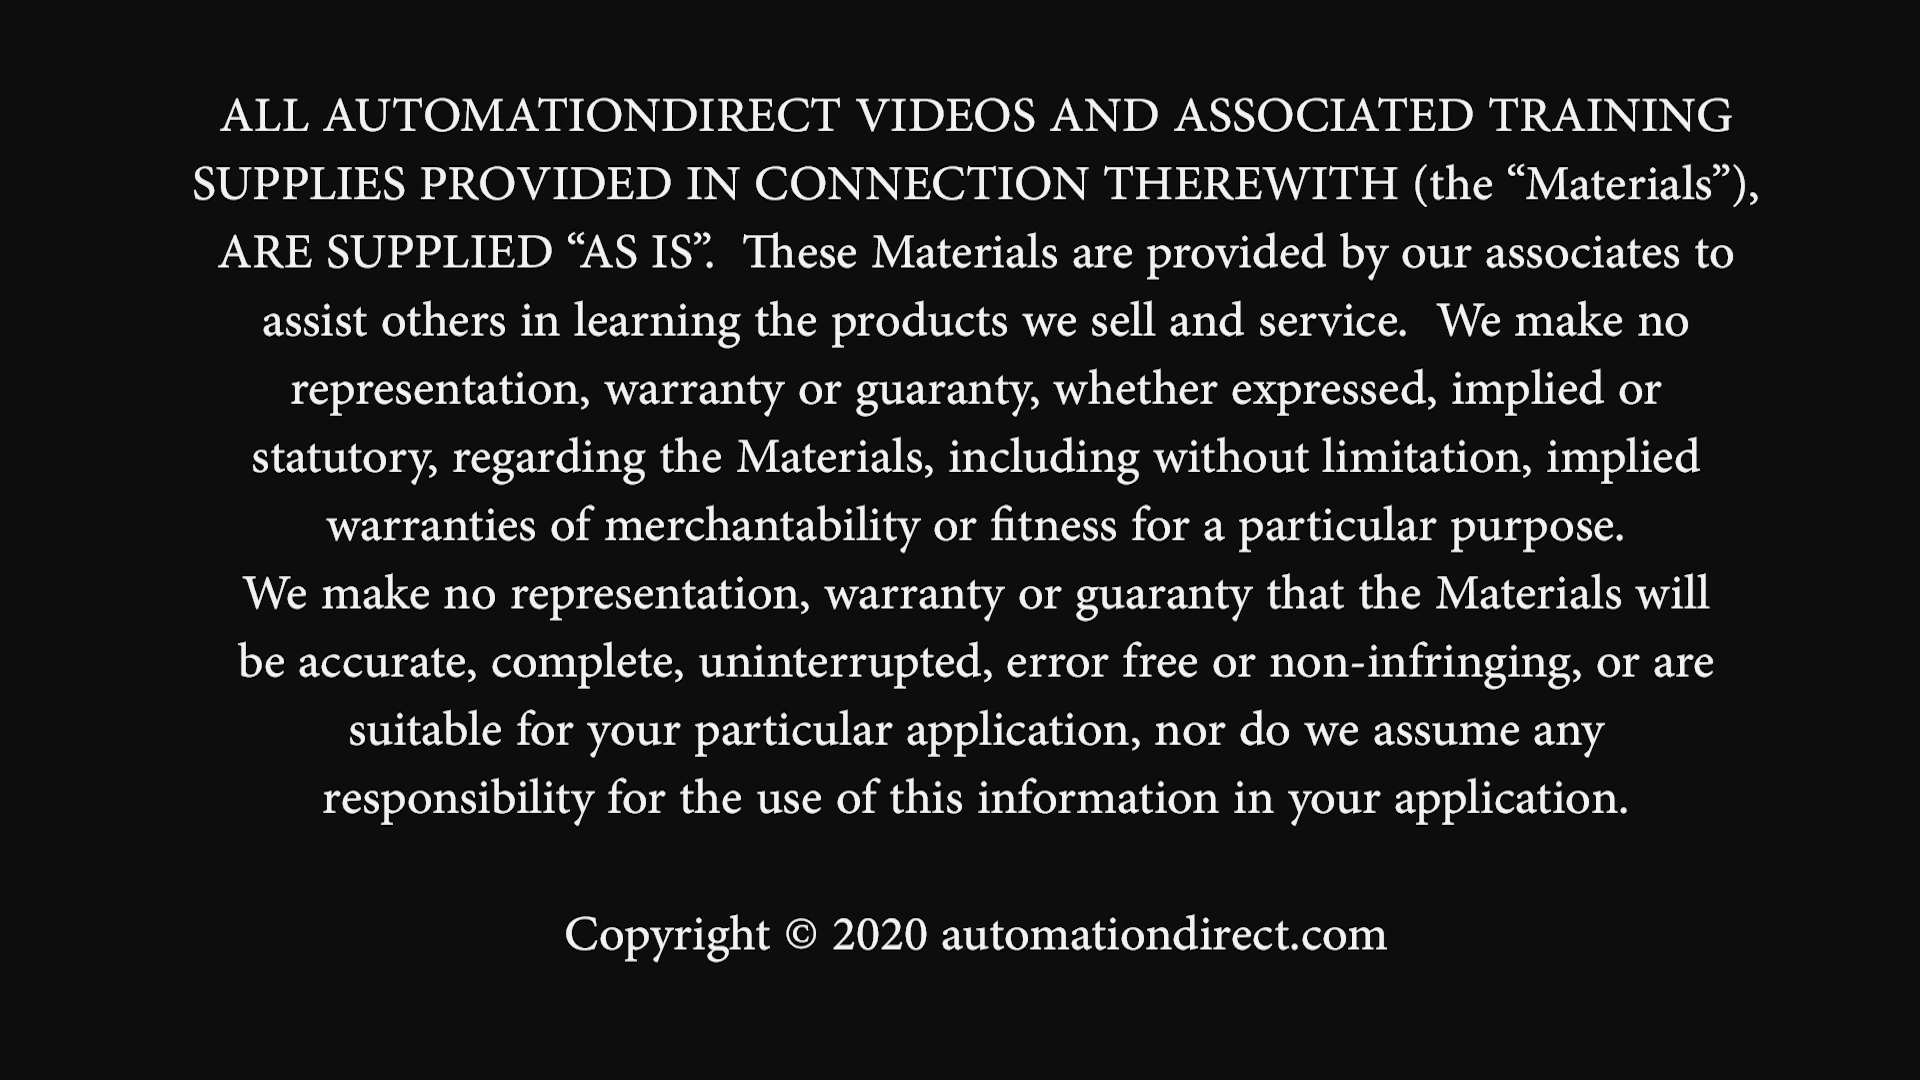 ALL AUTOMATIONDIRECT VIDEOS AND ASSOCIATED TRAINING
SUPPLIES PROVIDED IN CONNECTION THEREWITH (the “Materials”),
ARE SUPPLIED “AS IS”.  These Materials are provided by our associates to
assist others in learning the products we sell and service.  We make no
representation, warranty or guaranty, whether expressed, implied or
statutory, regarding the Materials, including without limitation, implied
warranties of merchantability or fitness for a particular purpose.
We make no representation, warranty or guaranty that the Materials will
be accurate, complete, uninterrupted, error free or non-infringing, or are
suitable for your particular application, nor do we assume any
responsibility for the use of this information in your application.
Copyright © 2020 automationdirect.com